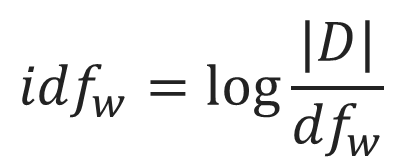 idf_w = log |D| / df_w